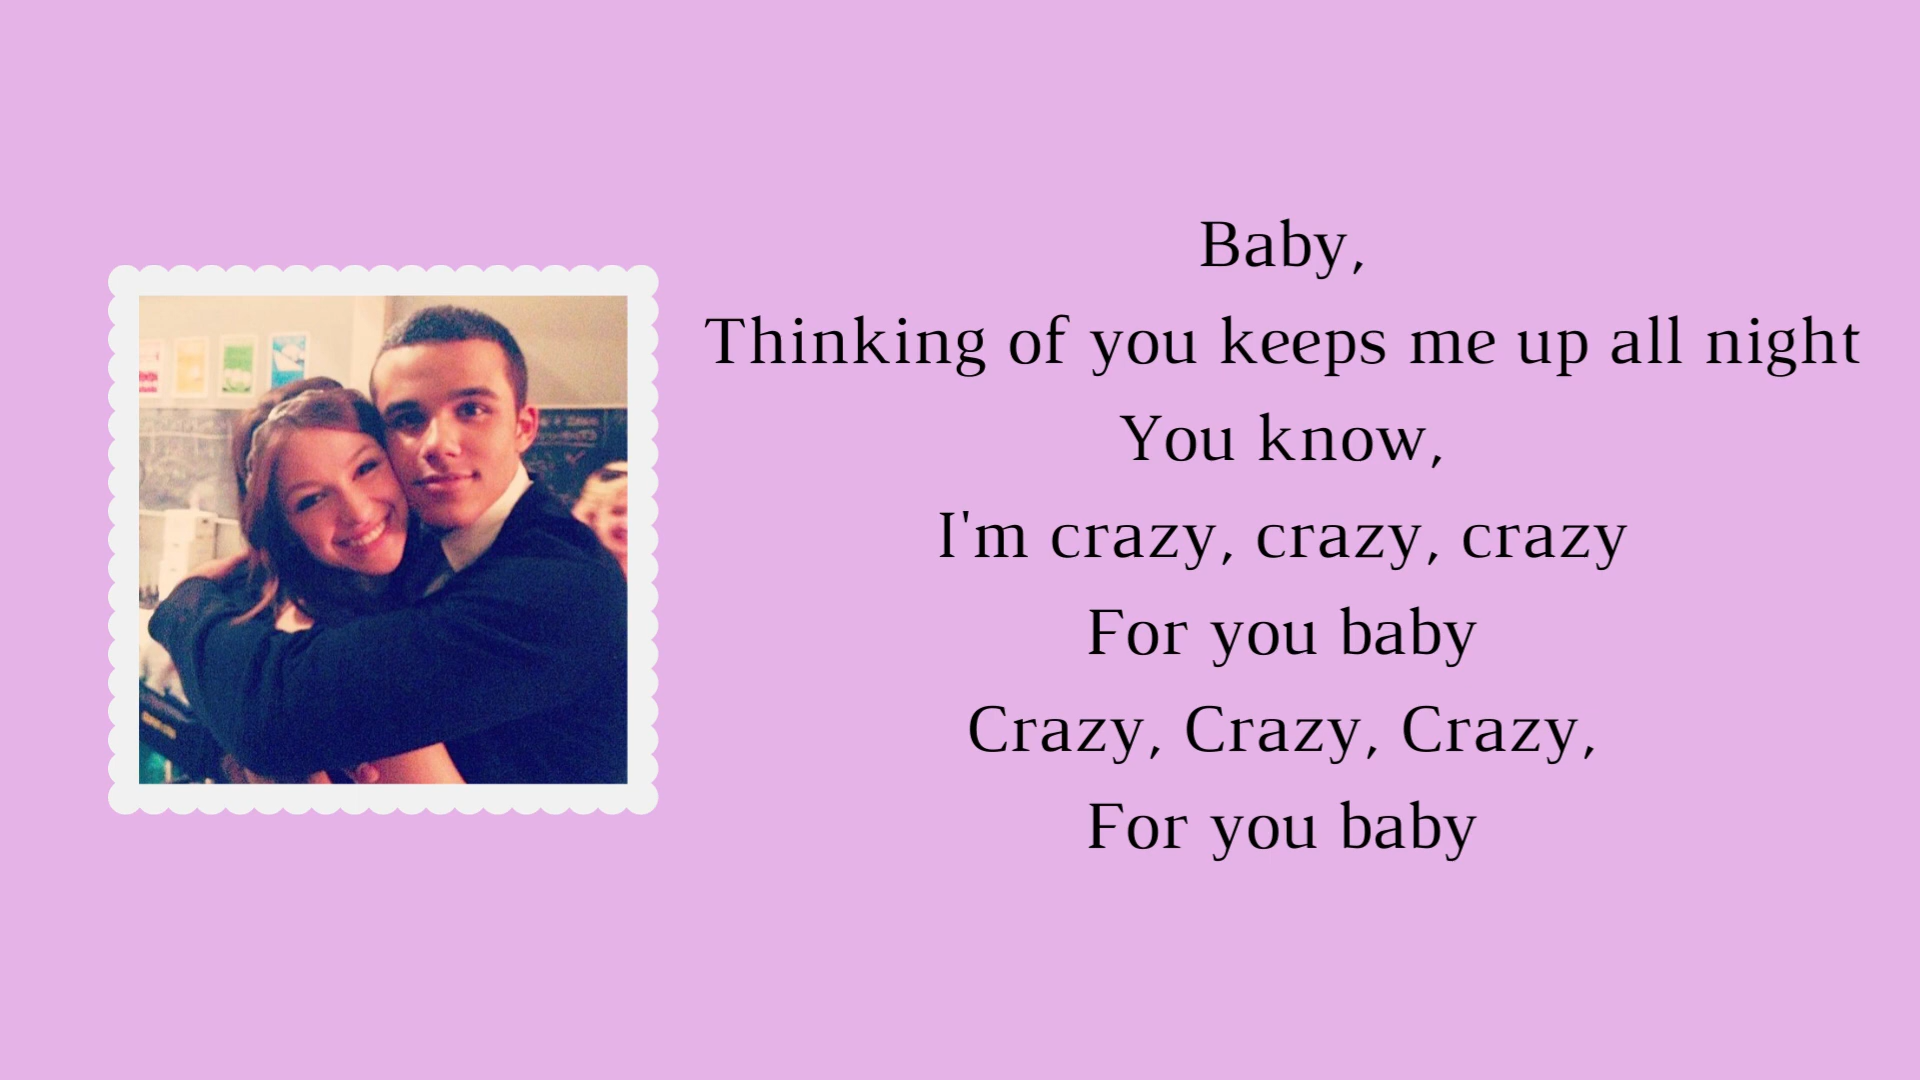 Baby,
Thinking of you keeps me up all night
You know,
I'm crazy, crazy, crazy
For you baby
Crazy, Crazy, Crazy,
For you baby